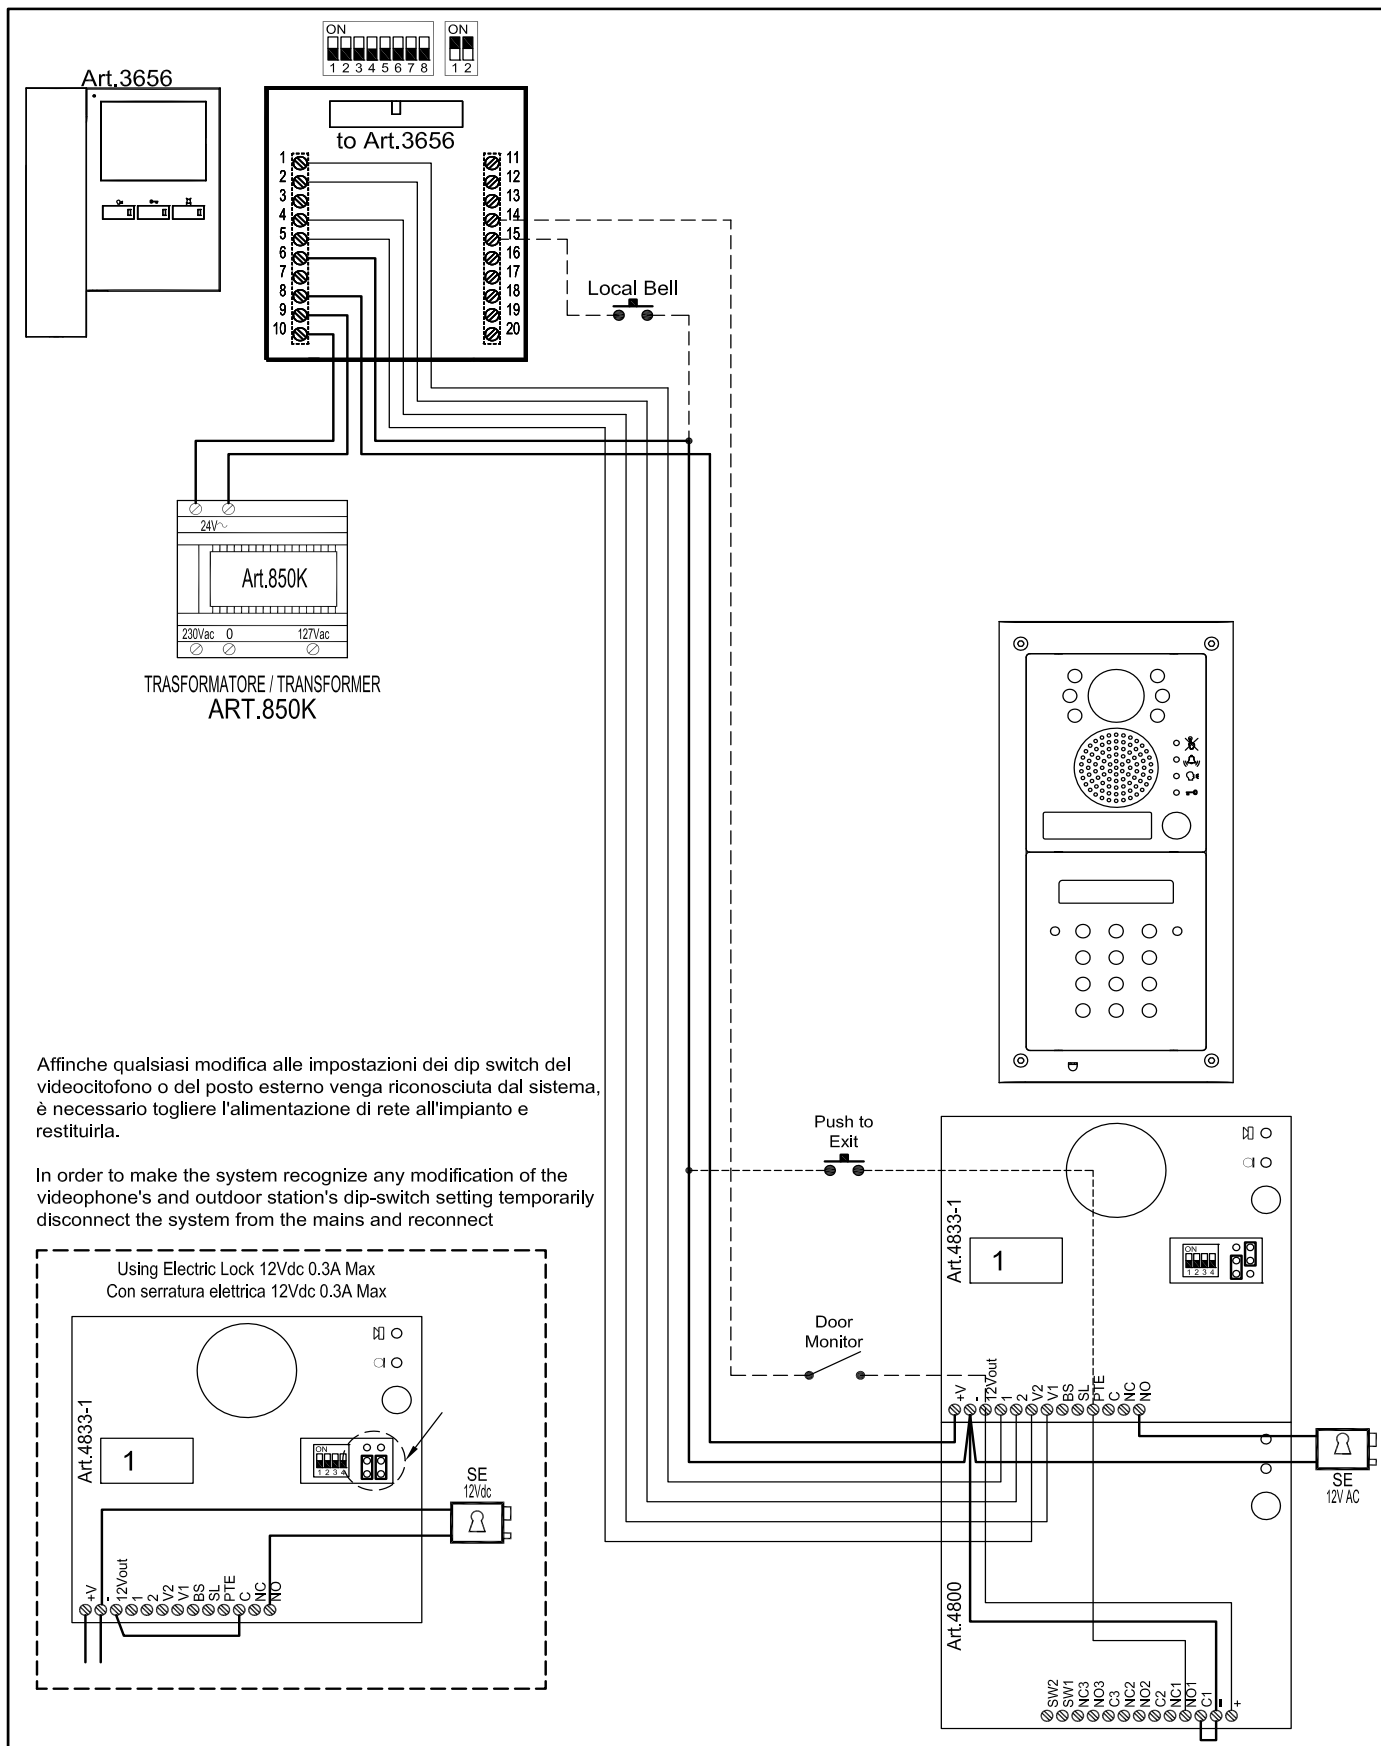 ON
1 2 3 4 5 6 7 8
ON
1 2
Art.3656
to Art.3656
1 11
2 12
3 13
4 14
5 15
6 16
7 17
8 18
9 19
10 20
Local Bell
24V~
Art.850K
230Vac 0 127Vac
TRASFORMATORE / TRANSFORMER
ART.850K
Affinche qualsiasi modifica alle impostazioni dei dip switch del
videocitofono o del posto esterno venga riconosciuta dal sistema,
è necessario togliere l'alimentazione di rete all'impianto e
restituirla.
In order to make the system recognize any modification of the
videophone's and outdoor station's dip-switch setting temporarily
disconnect the system from the mains and reconnect
Push to
Exit
Art.4833-1
1
ON
1 2 3 4
Door
Monitor
+V - 12Vout 1 2 V2 V1 BS SL PTE C NC NO
SE
12V AC
Art.4800
SW2 SW1 NC3 NO3 C3 NC2 NO2 C2 NC1 NO1 C1 - +
Using Electric Lock 12Vdc 0.3A Max
Con serratura elettrica 12Vdc 0.3A Max
Art.4833-1
1
ON
1 2 3 4
SE
12Vdc
+V - 12Vout 1 2 V2 V1 BS SL PTE C NC NO